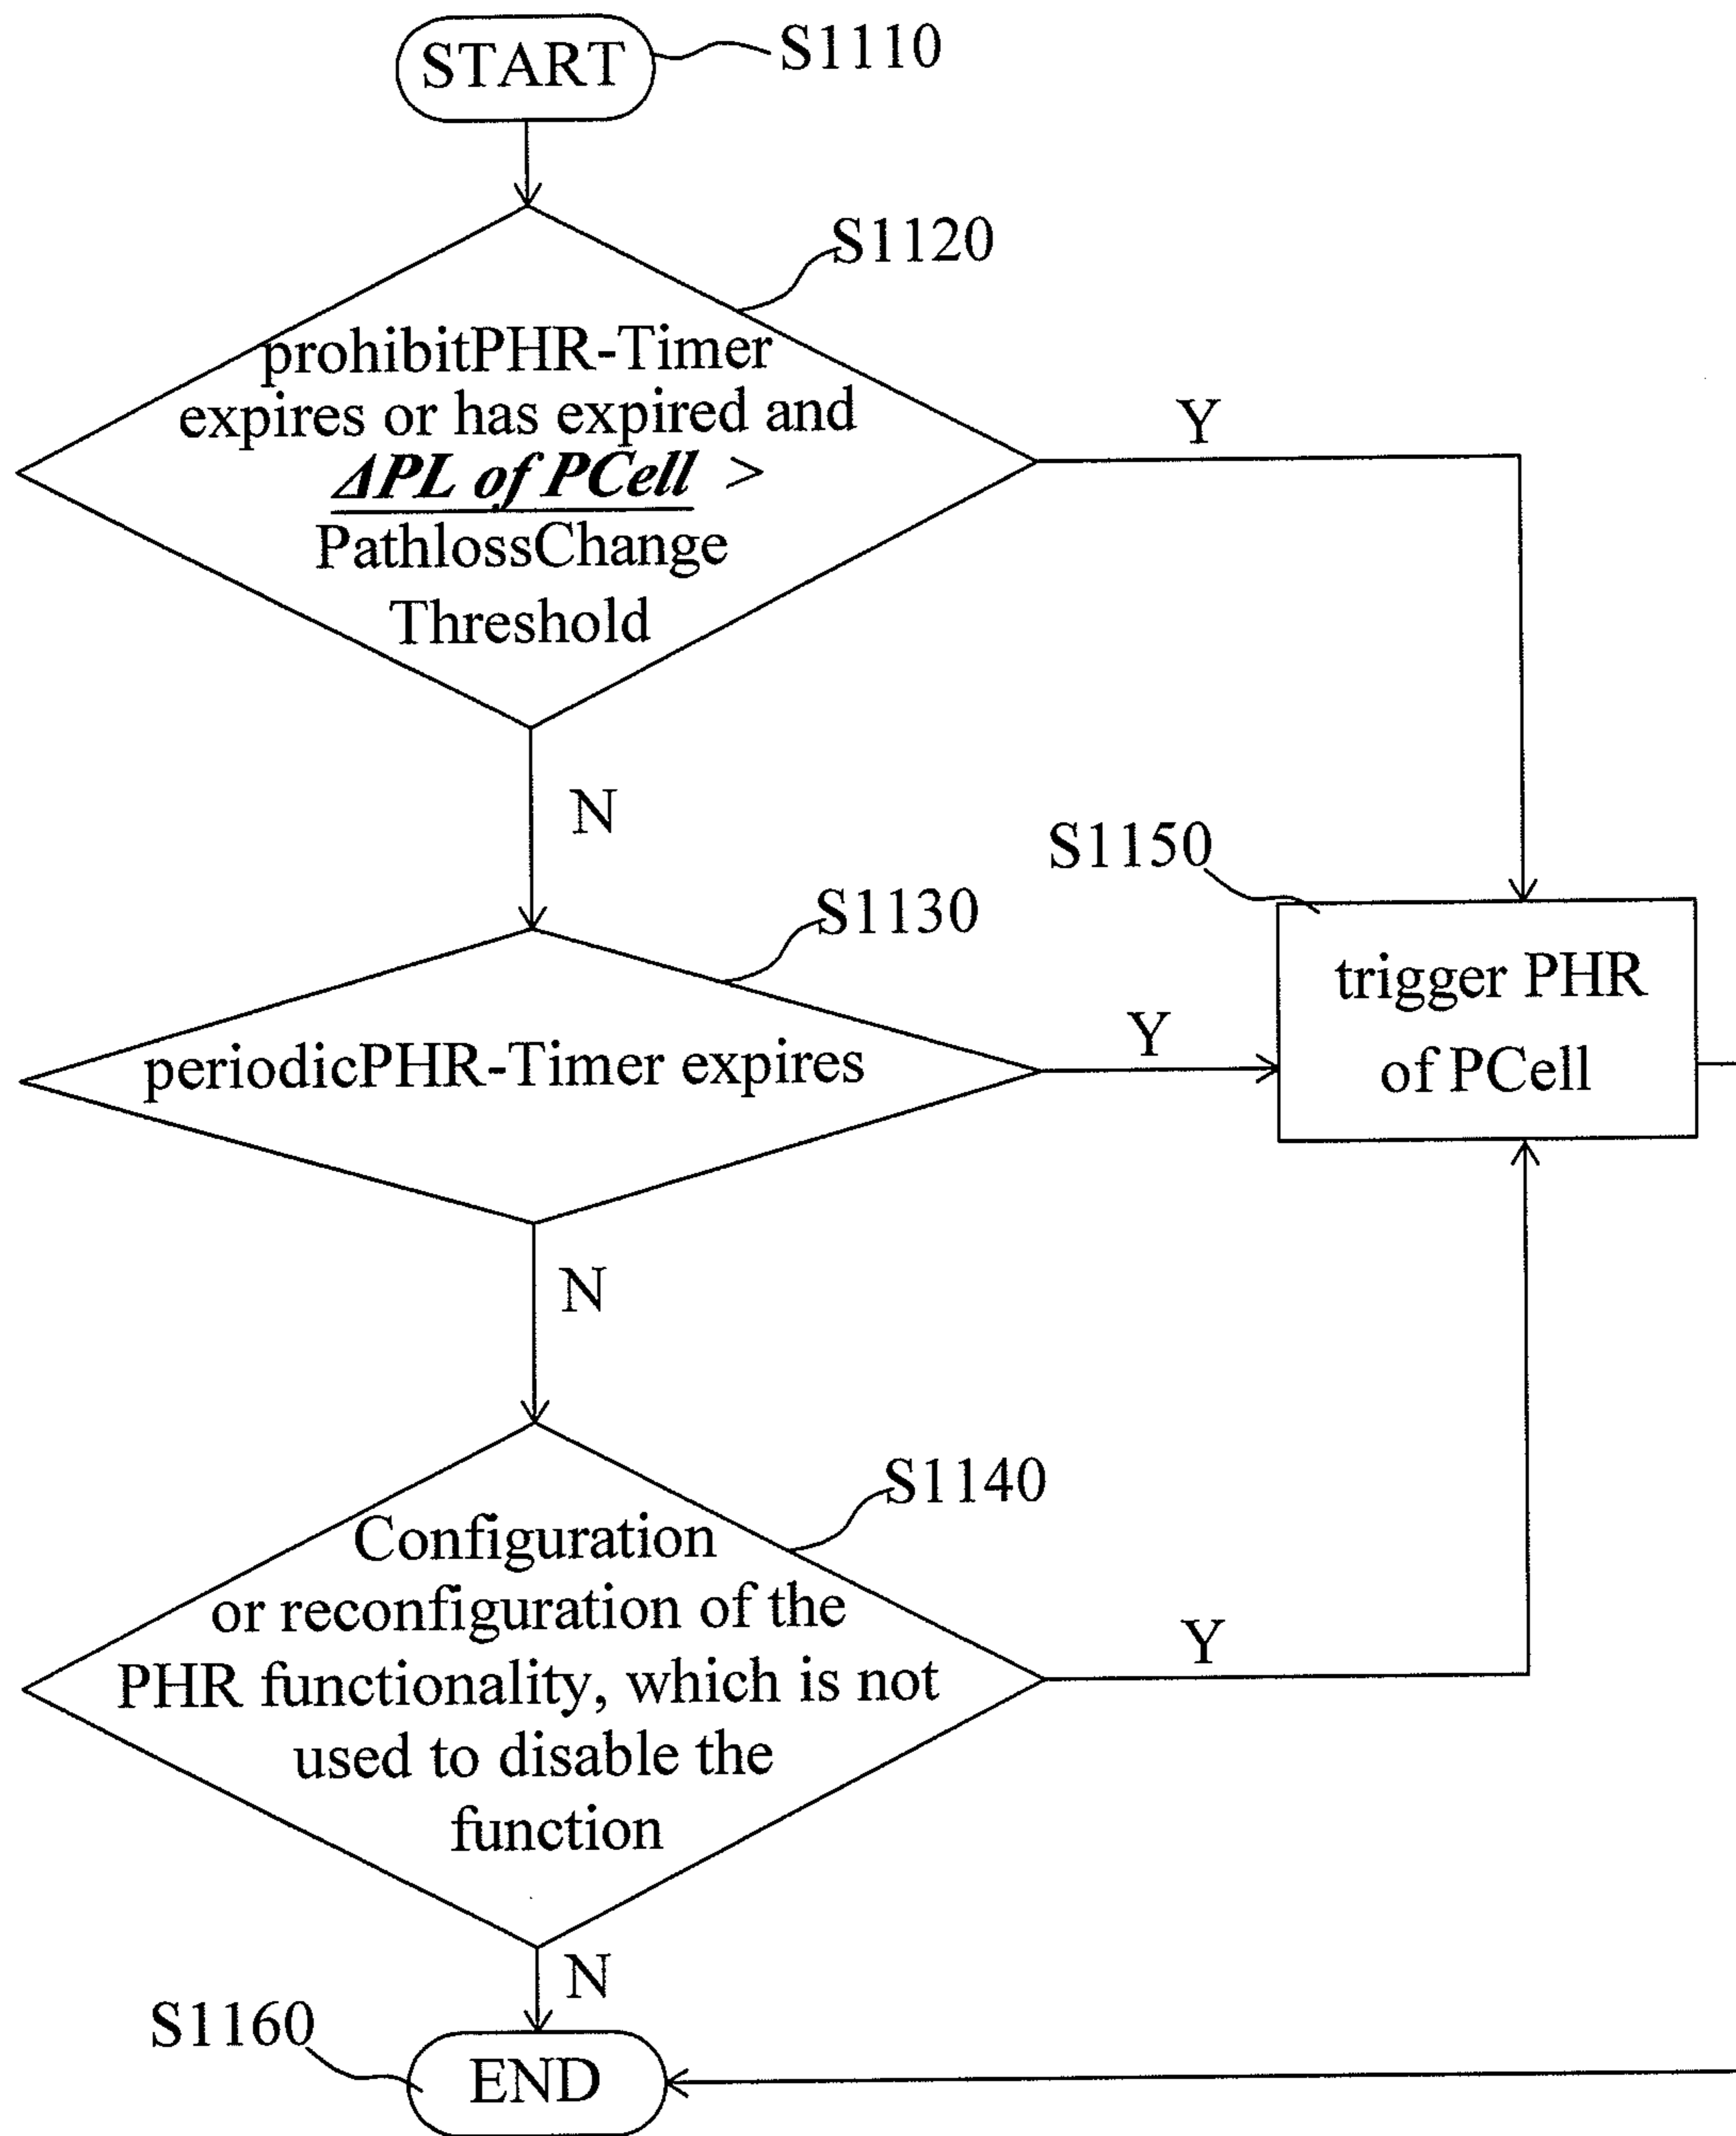 START
S1110
S1120
prohibitPHR-Timer
expires or has expired and
ΔPL of PCell >
PathlossChange
Threshold
Y
N
S1150
trigger PHR
of PCell
S1130
periodicPHR-Timer expires
Y
N
S1140
Configuration
or reconfiguration of the
PHR functionality, which is not
used to disable the
function
Y
N
S1160
END